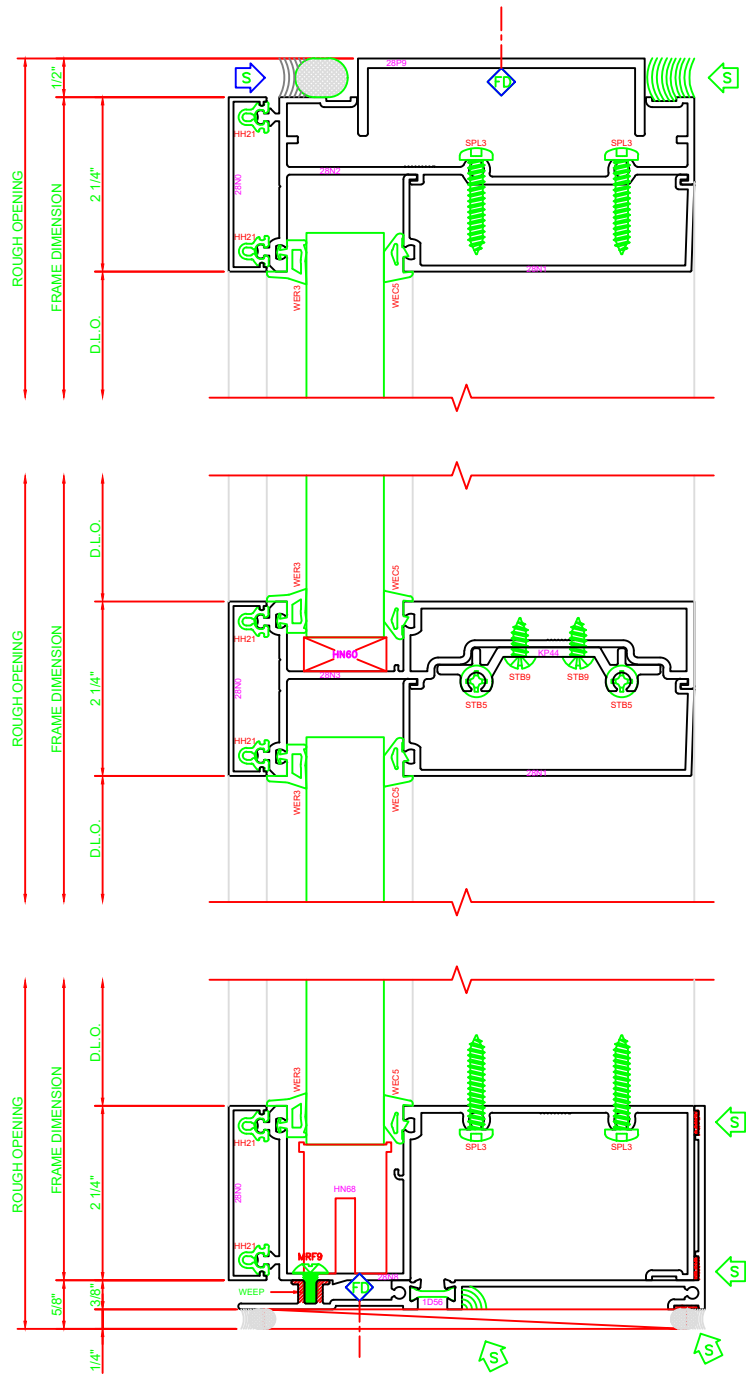 ROUGH OPENING
FRAME DIMENSION
1/2"
2 1/4"
D.L.O.
S
28P9
FD
S
HH21
28N0
28N2
SPL3
SPL3
HH21
WER3
WEC5
28N1
ROUGH OPENING
FRAME DIMENSION
D.L.O.
2 1/4"
D.L.O.
WER3
WEC5
HH21
28N0
HN60
28N3
KP44
STB9
STB9
STB5
STB5
HH21
WER3
WEC5
28N1
ROUGH OPENING
FRAME DIMENSION
D.L.O.
2 1/4"
5/8"
3/8"
1/4"
WER3
WEC5
HH21
28N0
SPL3
SPL3
S
HN68
HH21
MRF9
28N8
S
WEEP
FD
1D56
S
S